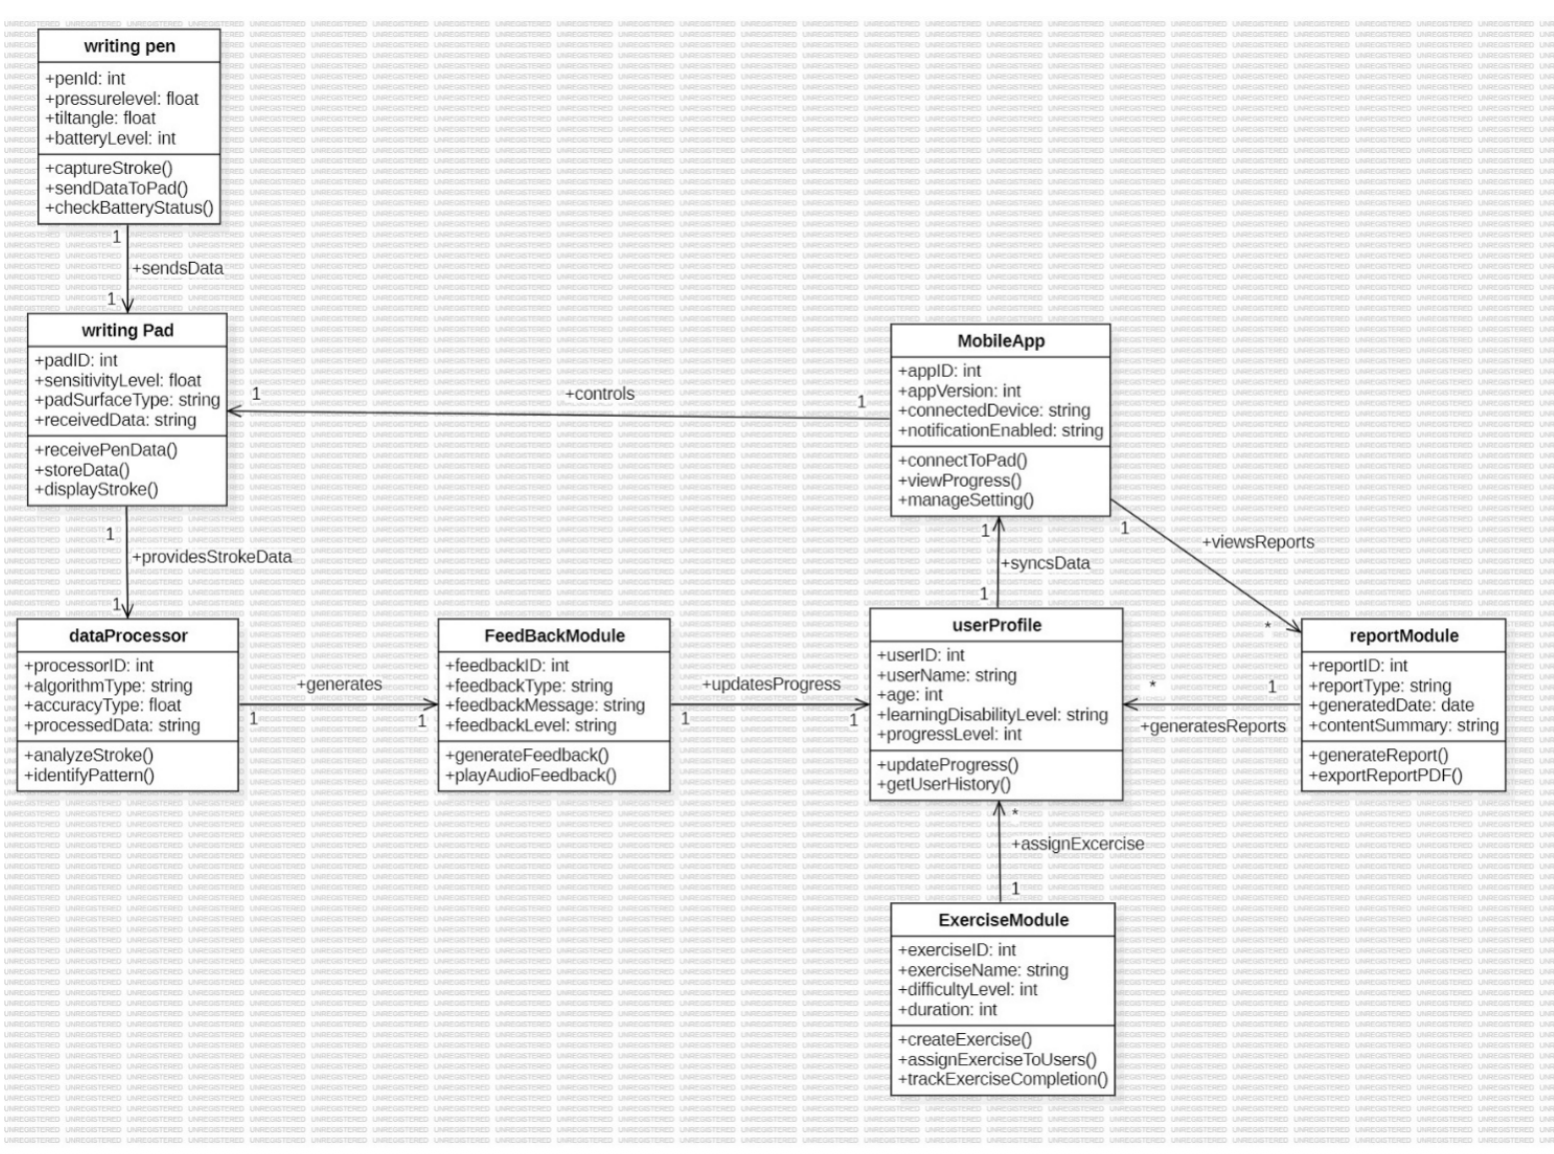 writing pen
+penId: int
+pressurelevel: float
+tiltangle: float
+batteryLevel: int
+captureStroke()
+sendDataToPad()
+checkBatteryStatus()
1
+sendsData
1
writing Pad
+padID: int
+sensitivityLevel: float
+padSurfaceType: string
+receivedData: string
+receivePenData()
+storeData()
+displayStroke()
1
+controls
1
MobileApp
+appID: int
+appVersion: int
+connectedDevice: string
+notificationEnabled: string
+connectToPad()
+viewProgress()
+manageSetting()
1
+providesStrokeData
1
1
+syncsData
1
1
+viewsReports
*
dataProcessor
+processorID: int
+algorithmType: string
+accuracyType: float
+processedData: string
+analyzeStroke()
+identifyPattern()
+generates
1
1
FeedBackModule
+feedbackID: int
+feedbackType: string
+feedbackMessage: string
+feedbackLevel: string
+generateFeedback()
+playAudioFeedback()
+updatesProgress
1
1
userProfile
+userID: int
+userName: string
+age: int
+learningDisabilityLevel: string
+progressLevel: int
+updateProgress()
+getUserHistory()
*
1
+generatesReports
reportModule
+reportID: int
+reportType: string
+generatedDate: date
+contentSummary: string
+generateReport()
+exportReportPDF()
*
+assignExcercise
1
ExerciseModule
+exerciseID: int
+exerciseName: string
+difficultyLevel: int
+duration: int
+createExercise()
+assignExerciseToUsers()
+trackExerciseCompletion()
UNREGISTERED